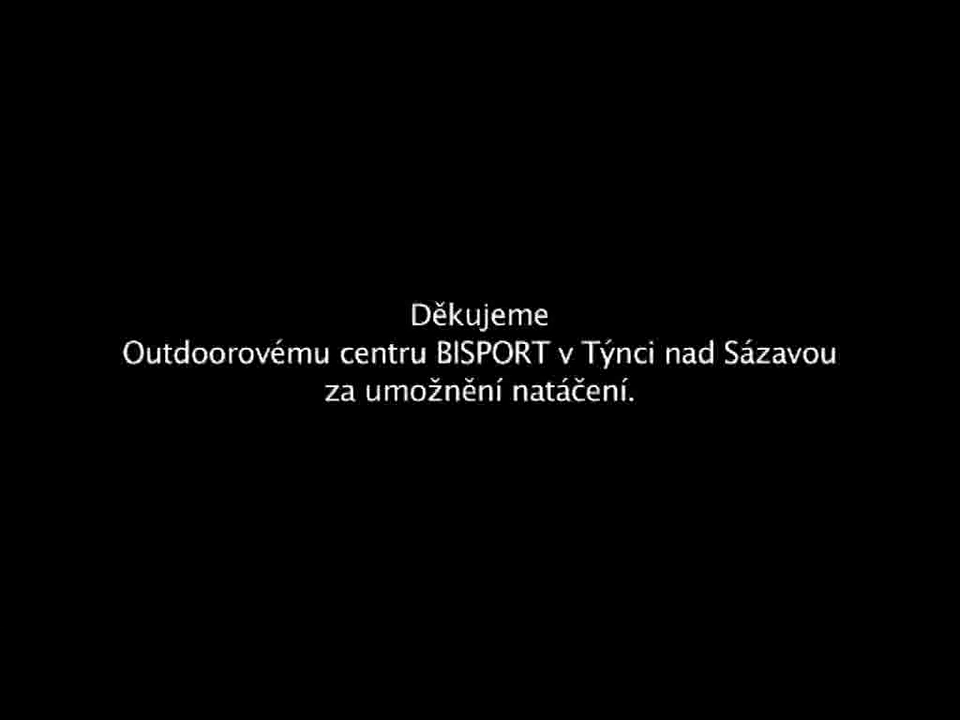 Děkujeme
Outdoorovému centru BISPORT v Týnci nad Sázavou
za umožnění natáčení.